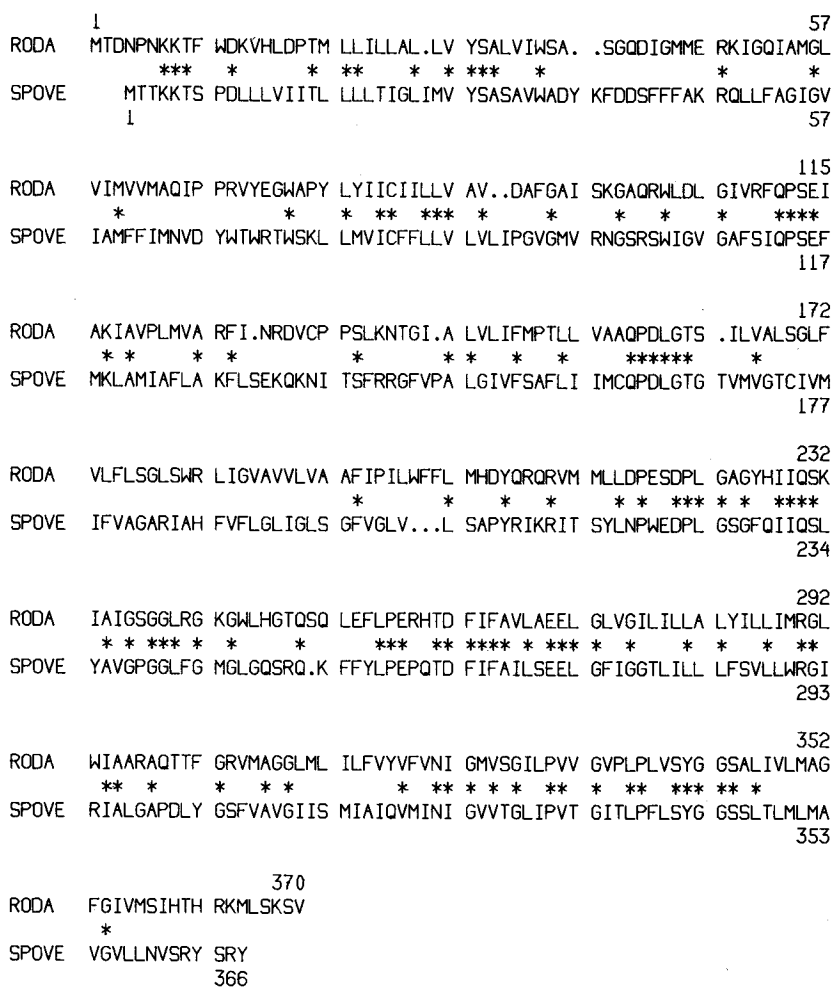 1 57
RODA MTDNPNKKTF WDKVHLDPTM LLILLAL.LV YSALVIWSA. .SGQDIGMME RKIGQIAMGL
*** * * ** * * *** * * *
SPOVE MTTKKTS PDLLLVIITL LLLTIGLIMV YSASAVWADY KFDDSFFFAK RQLLFAGIGV
1 57
115
RODA VIMVVMAQIP PRVYEGWAPY LYIICIILLV AV..DAFGAI SKGAQRWLDL GIVRFQPSEI
* * * ** *** * * * * * ****
SPOVE IAMFFIMNVD YWTWRTWSKL LMVICFFLLV LVLIPGVGMV RNGSRSWIGV GAFSIQPSEF
117
172
RODA AKIAVPLMVA RFI.NRDVCP PSLKNTGI.A LVLIFMPTLL VAAQPDLGTS .ILVALSGLF
* * * * * * * * * ****** *
SPOVE MKLAMIAFLA KFLSEKQKNI TSFRRGFVPA LGIVFSAFLI IMCQPDLGTG TVMVGTCIVM
177
232
RODA VLFLSGLSWR LIGVAVVLVA AFIPILWFFL MHDYQRQRVM MLLDPESDPL GAGYHIIQSK
* * * * * * *** * * ****
SPOVE IFVAGARIAH FVFLGLIGLS GFVGLV...L SAPYRIKRIT SYLNPWEDPL GSGFQIIQSL
234
292
RODA IAIGSGGLRG KGWLHGTQSQ LEFLPERHTD FIFAVLAEEL GLVGILILLA LYILLIMRGL
* * *** * * * *** ** **** * *** * * * * * **
SPOVE YAVGPGGLFG MGLGQSRQ.K FFYLPEPQTD FIFAILSEEL GFIGGTLILL LFSVLLWRGI
293
352
RODA WIAARAQTTF GRVMAGGLML ILFVYVFVNI GMVSGILPVV GVPLPLVSYG GSALIVLMAG
** * * * * * ** * * * ** * ** *** ** *
SPOVE RIALGAPDLY GSFVAVGIIS MIAIQVMINI GVVTGLIPVT GITLPFLSYG GSSLTLMLMA
353
370
RODA FGIVMSIHTH RKMLSKSV
*
SPOVE VGVLLNVSRY SRY
366